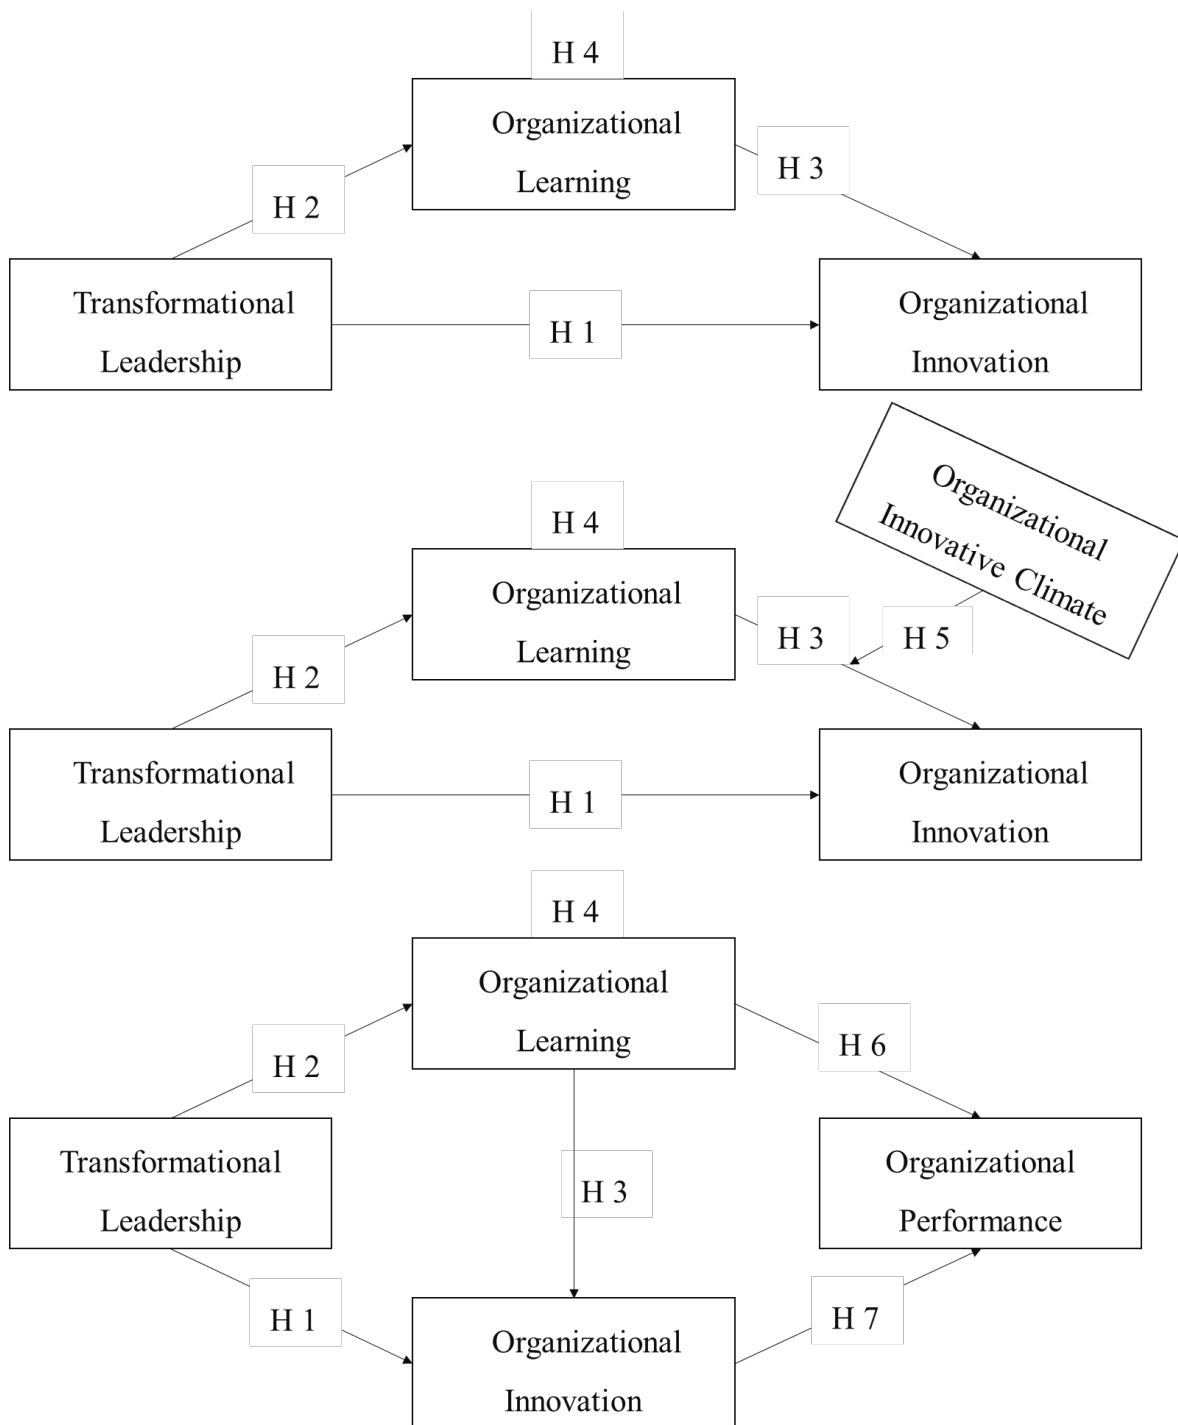 H 4
Organizational
Learning
H 3
H 2
Transformational
Leadership
H 1
Organizational
Innovation
Organizational
Innovative Climate
H 4
Organizational
Learning
H 3
H 5
H 2
Transformational
Leadership
H 1
Organizational
Innovation
H 4
Organizational
Learning
H 6
H 2
Transformational
Leadership
H 3
Organizational
Performance
H 1
H 7
Organizational
Innovation